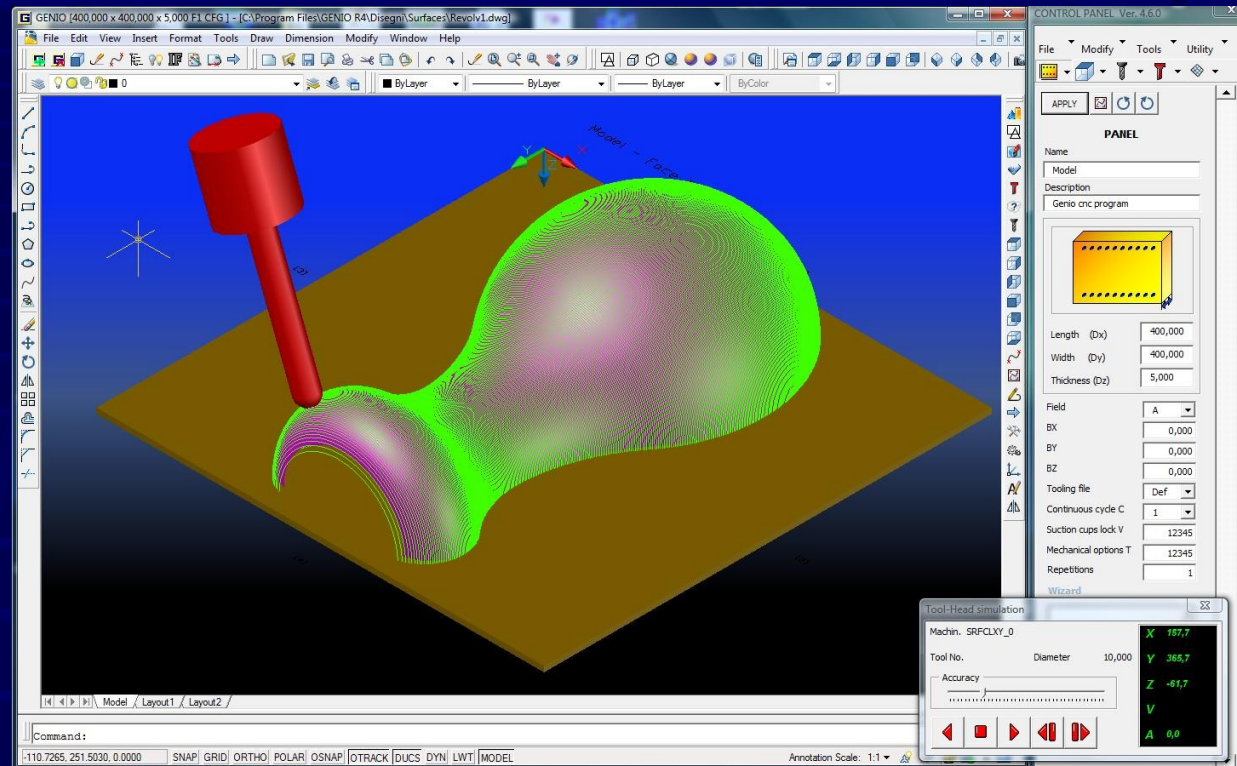 GENIO [400,000 x 400,000 x 5,000 F1 CFG ] - [C:\Program Files\GENIO R4\Disegni\Surfaces\Revolv1.dwg]
File Edit View Insert Format Tools Draw Dimension Modify Window Help
0 ByLayer ByLayer ByLayer ByColor
Model - Face
Y X Z
Model Layout1 Layout2
Command:
-110.7265, 251.5030, 0.0000 SNAP GRID ORTHO POLAR OSNAP OTRACK DUCS DYN LWT MODEL Annotation Scale: 1:1
CONTROL PANEL Ver. 4.6.0
File Modify Tools Utility
APPLY
PANEL
Name
Model
Description
Genio cnc program
Length (Dx) 400,000
Width (Dy) 400,000
Thickness (Dz) 5,000
Field A
BX 0,000
BY 0,000
BZ 0,000
Tooling file Def
Continuous cycle C 1
Suction cups lock V 12345
Mechanical options T 12345
Repetitions 1
Wizard
Tool-Head simulation
Machin. SRFCLXY_0
Tool No. Diameter 10,000
Accuracy
X 157,7
Y 365,7
Z -61,7
V
A 0,0